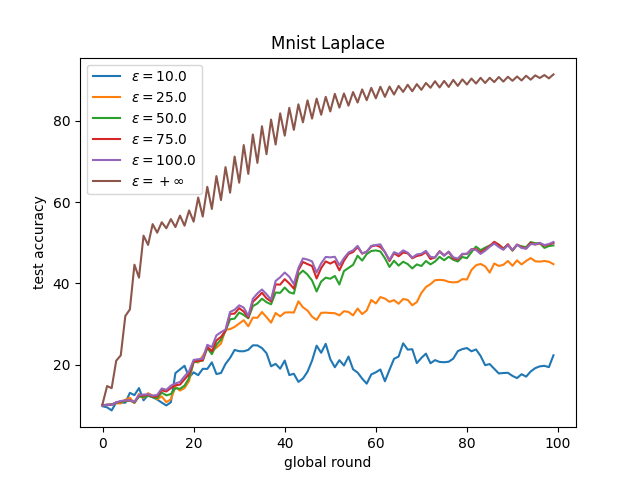 Mnist Laplace
ε = 10.0
ε = 25.0
ε = 50.0
ε = 75.0
ε = 100.0
ε = +∞
test accuracy
80
60
40
20
0 20 40 60 80 100
global round